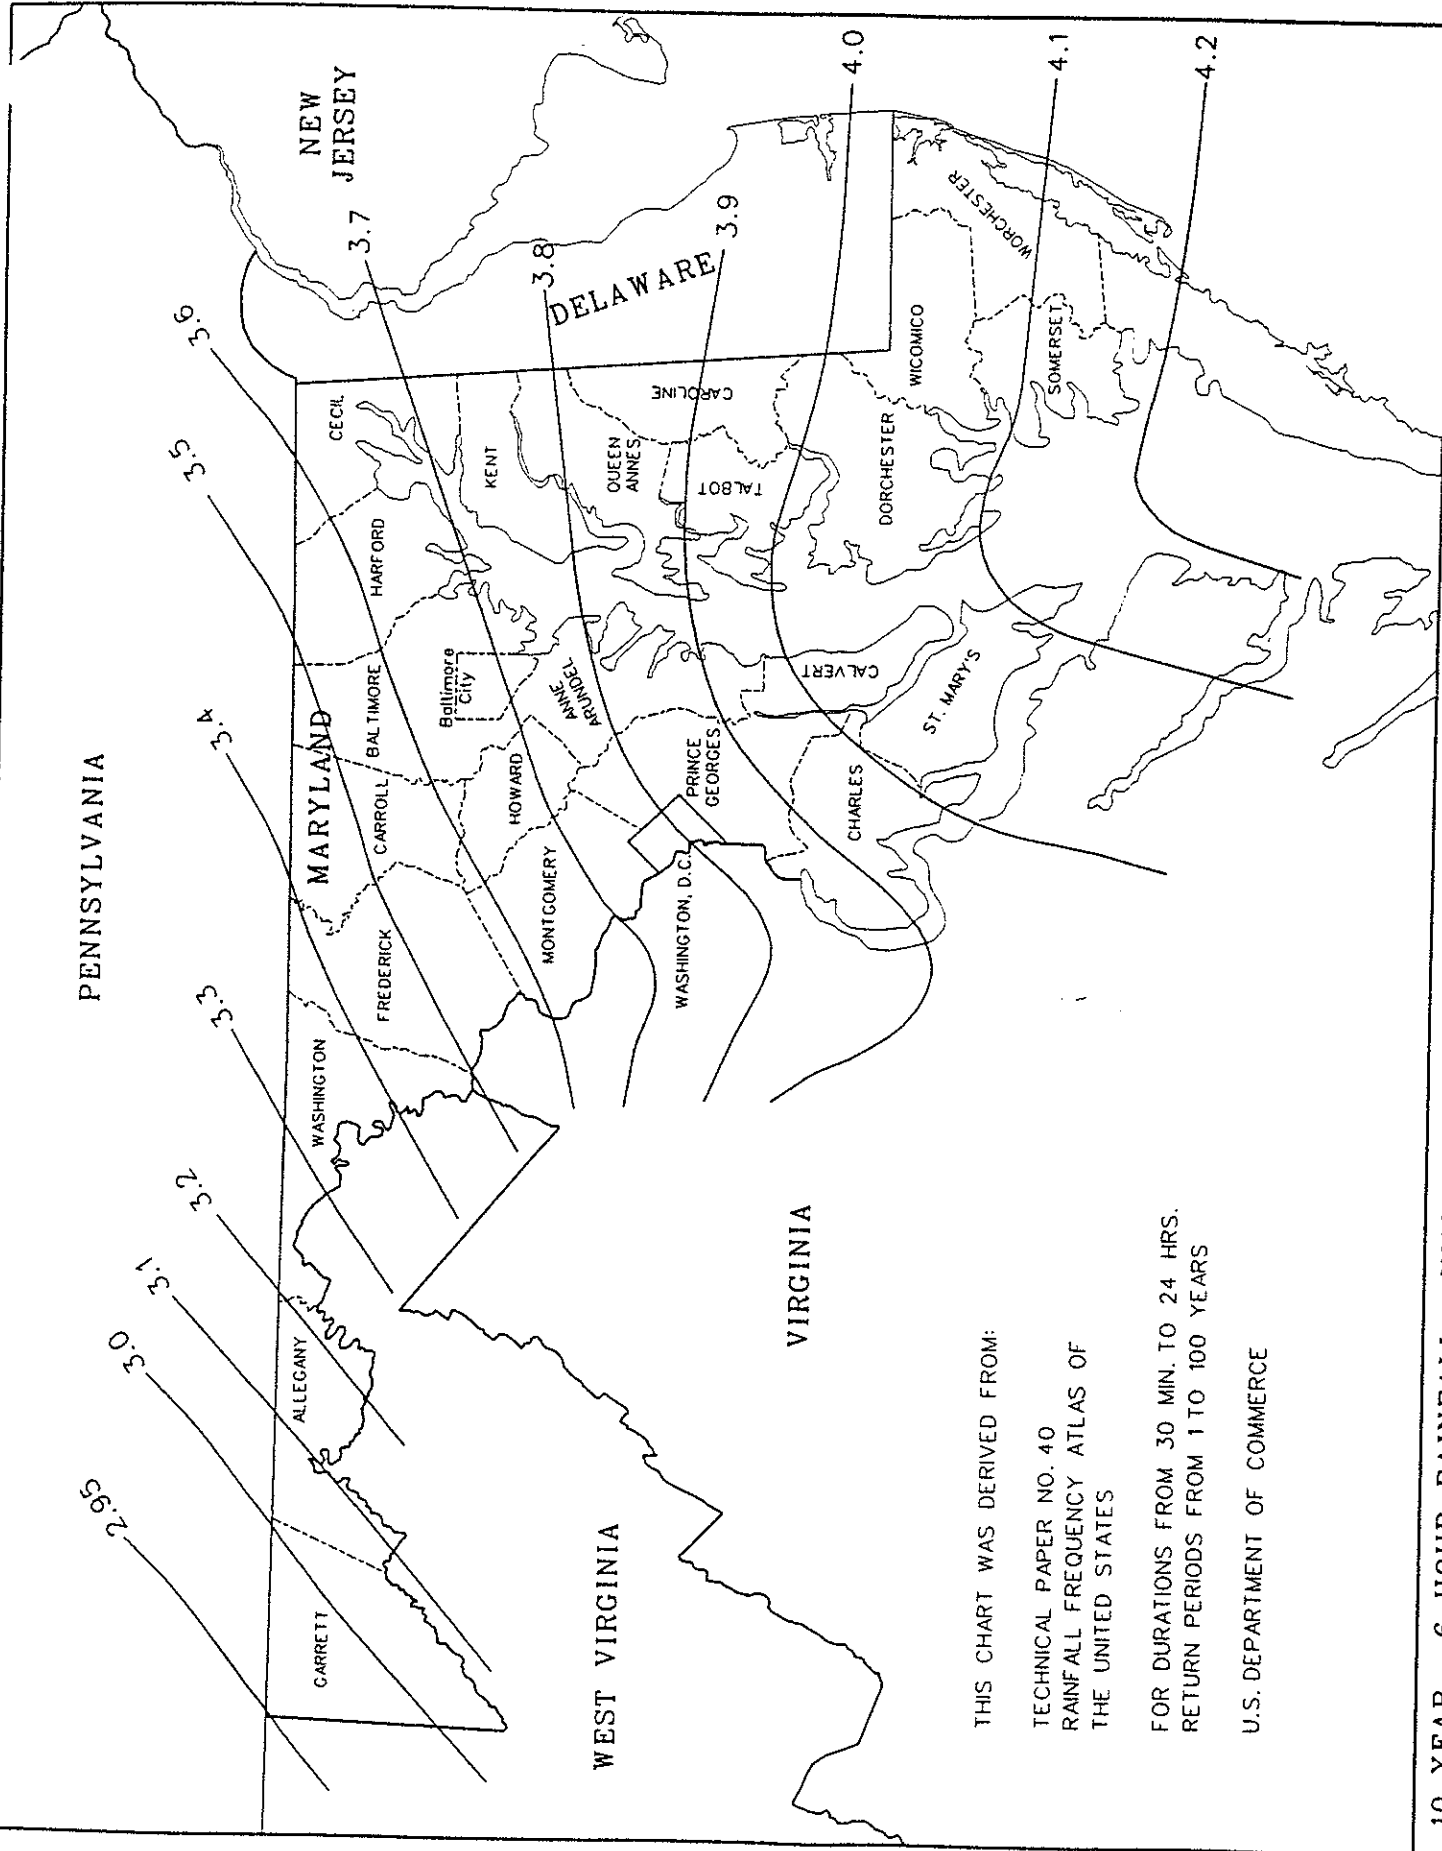 PENNSYLVANIA
NEW
JERSEY
MARYLAND
DELAWARE
WEST VIRGINIA
VIRGINIA
2.95
3.0
3.1
3.2
3.3
3.4
3.5
3.6
3.7
3.8
3.9
4.0
4.1
4.2
GARRETT
ALLEGANY
WASHINGTON
FREDERICK
CARROLL
BALTIMORE
HARFORD
CECIL
Baltimore
City
HOWARD
MONTGOMERY
KENT
ANNE
ARUNDEL
QUEEN
ANNES
CAROLINE
TALBOT
WASHINGTON, D.C.
PRINCE
GEORGES
CALVERT
CHARLES
ST. MARY'S
DORCHESTER
WICOMICO
WORCHESTER
SOMERSET
THIS CHART WAS DERIVED FROM:
TECHNICAL PAPER NO. 40
RAINFALL FREQUENCY ATLAS OF
THE UNITED STATES
FOR DURATIONS FROM 30 MIN. TO 24 HRS.
RETURN PERIODS FROM 1 TO 100 YEARS
U.S. DEPARTMENT OF COMMERCE
10 YEAR 6 HOUR RAINFALL